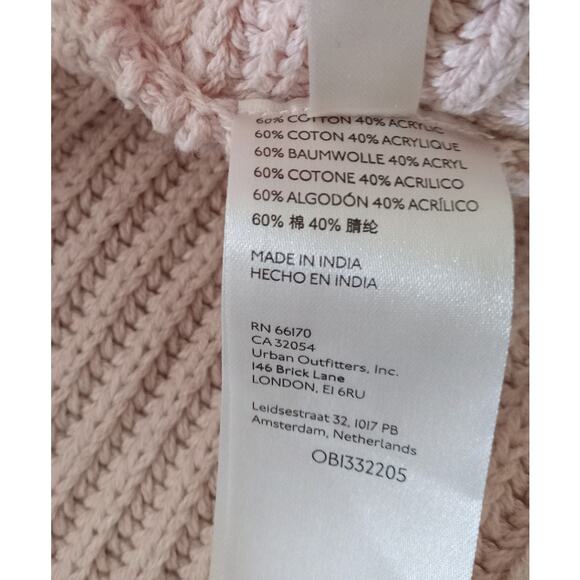 60% COTTON 40% ACRYLIC
60% COTON 40% ACRYLIQUE
60% BAUMWOLLE 40% ACRYL
60% COTONE 40% ACRILICO
60% ALGODÓN 40% ACRÍLICO
60% 棉 40% 腈纶
MADE IN INDIA
HECHO EN INDIA
RN 66170
CA 32054
Urban Outfitters, Inc.
146 Brick Lane
LONDON, E1 6RU
Leidsestraat 32, 1017 PB
Amsterdam, Netherlands
OB1332205